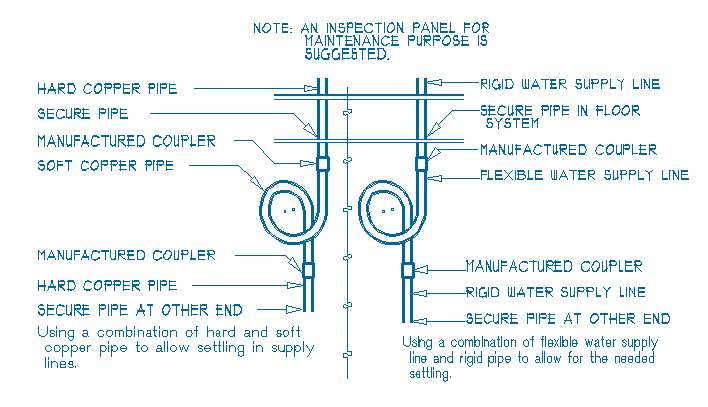 NOTE: AN INSPECTION PANEL FOR
MAINTENANCE PURPOSE IS
SUGGESTED.
HARD COPPER PIPE
SECURE PIPE
MANUFACTURED COUPLER
SOFT COPPER PIPE
MANUFACTURED COUPLER
HARD COPPER PIPE
SECURE PIPE AT OTHER END
Using a combination of hard and soft
copper pipe to allow settling in supply
lines.
RIGID WATER SUPPLY LINE
SECURE PIPE IN FLOOR
SYSTEM
MANUFACTURED COUPLER
FLEXIBLE WATER SUPPLY LINE
MANUFACTURED COUPLER
RIGID WATER SUPPLY LINE
SECURE PIPE AT OTHER END
Using a combination of flexible water supply
line and rigid pipe to allow for the needed
settling.